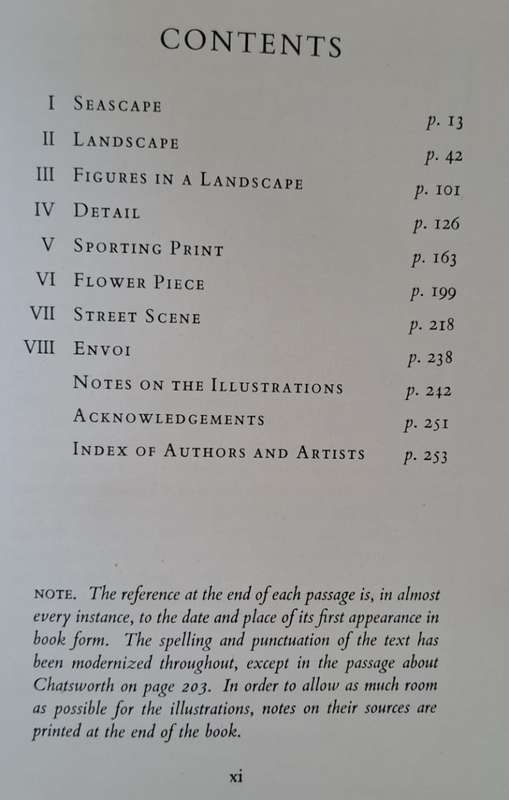 CONTENTS
I SEASCAPE p. 13
II LANDSCAPE p. 42
III FIGURES IN A LANDSCAPE p. 101
IV DETAIL p. 126
V SPORTING PRINT p. 163
VI FLOWER PIECE p. 199
VII STREET SCENE p. 218
VIII ENVOI p. 238
NOTES ON THE ILLUSTRATIONS p. 242
ACKNOWLEDGEMENTS p. 251
INDEX OF AUTHORS AND ARTISTS p. 253
NOTE. The reference at the end of each passage is, in almost
every instance, to the date and place of its first appearance in
book form. The spelling and punctuation of the text has
been modernized throughout, except in the passage about
Chatsworth on page 203. In order to allow as much room
as possible for the illustrations, notes on their sources are
printed at the end of the book.
xi